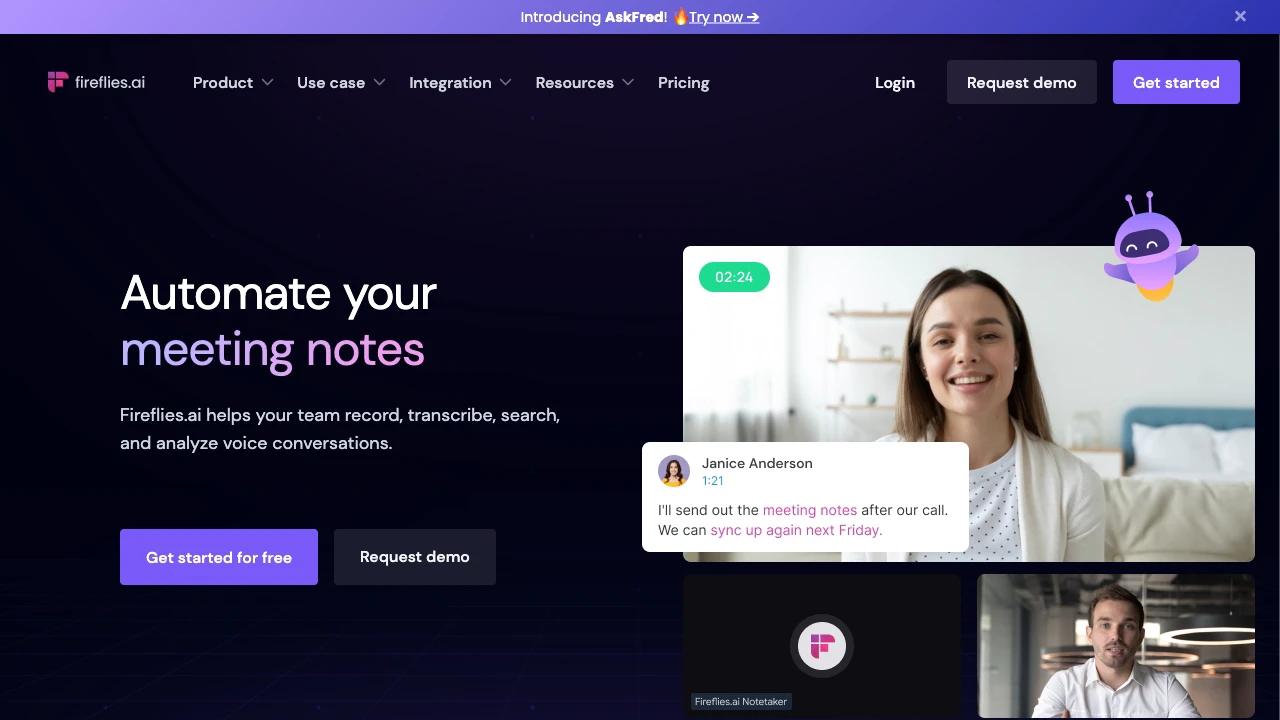 Introducing AskFred! 🔥Try now ➔
fireflies.ai
Product
Use case
Integration
Resources
Pricing
Login
Request demo
Get started
Automate your
meeting notes
Fireflies.ai helps your team record, transcribe, search,
and analyze voice conversations.
Get started for free
Request demo
02:24
Janice Anderson
1:21
I'll send out the meeting notes after our call.
We can sync up again next Friday.
Fireflies.ai Notetaker